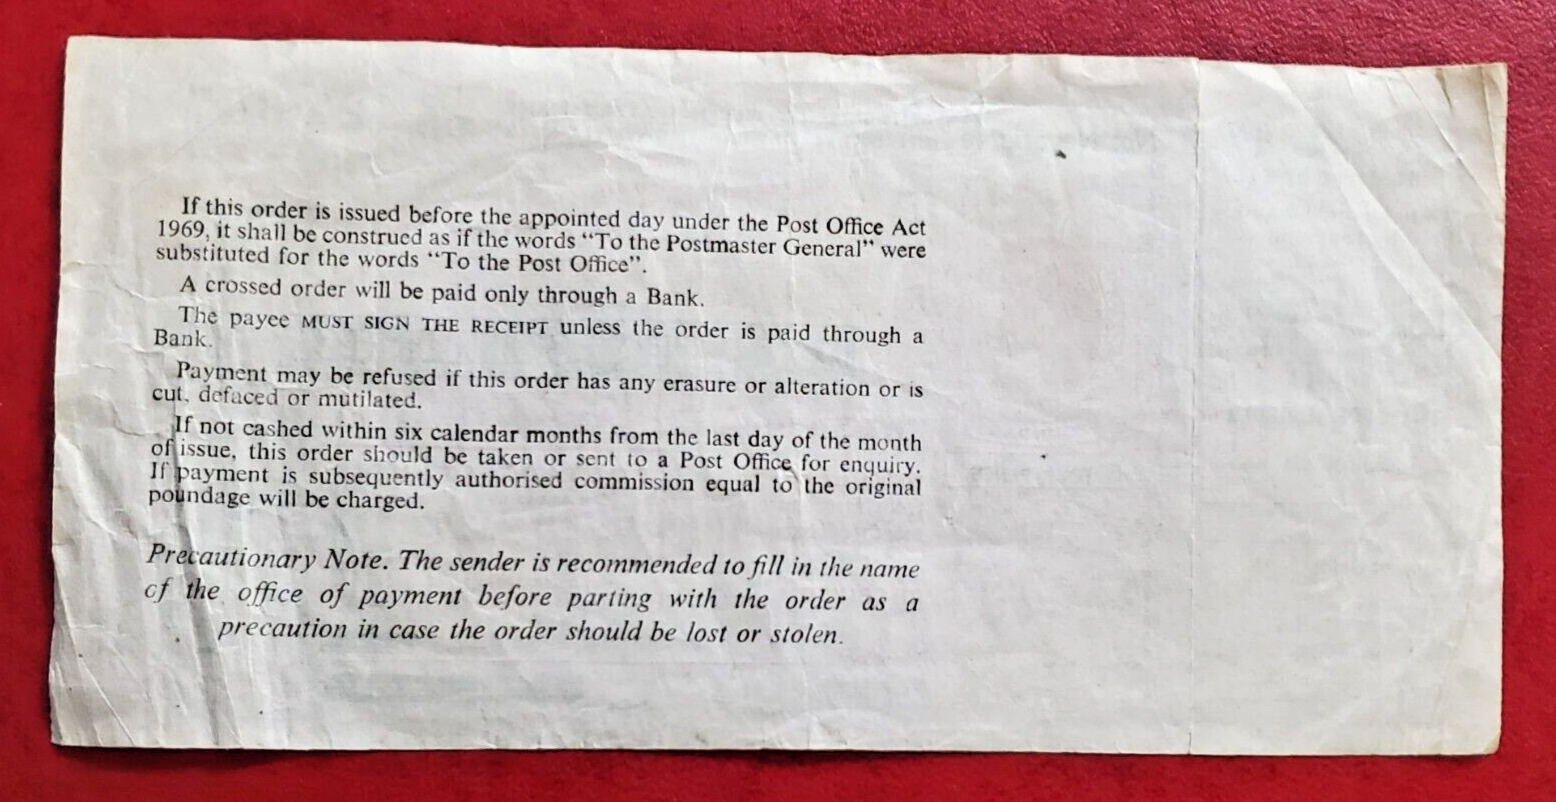 If this order is issued before the appointed day under the Post Office Act
1969, it shall be construed as if the words “To the Postmaster General” were
substituted for the words “To the Post Office”.
A crossed order will be paid only through a Bank.
The payee MUST SIGN THE RECEIPT unless the order is paid through a
Bank.
Payment may be refused if this order has any erasure or alteration or is
cut, defaced or mutilated.
If not cashed within six calendar months from the last day of the month
of issue, this order should be taken or sent to a Post Office for enquiry.
If payment is subsequently authorised commission equal to the original
poundage will be charged.
Precautionary Note. The sender is recommended to fill in the name
of the office of payment before parting with the order as a
precaution in case the order should be lost or stolen.